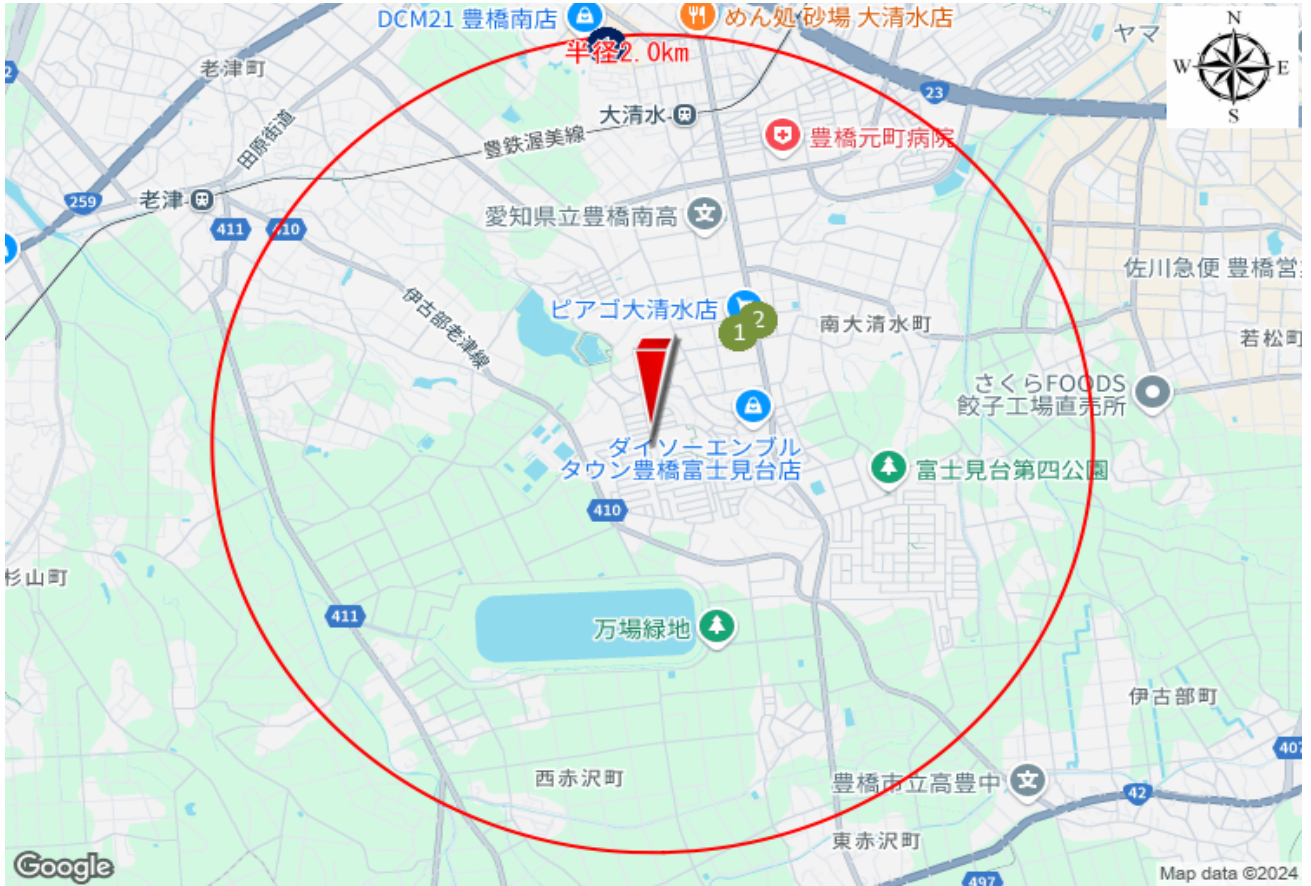 DCM21 豊橋南店
めん処 砂場 大清水店
ヤマ
N
W
E
S
半径2.0km
老津町
23
大清水
豊橋元町病院
豊鉄渥美線
田原街道
259
老津
411
410
愛知県立豊橋南高
佐川急便 豊橋営
伊古部老津線
ピアゴ大清水店
1
2
南大清水町
若松町
さくらFOODS
餃子工場直売所
ダイソーエンブル
タウン豊橋富士見台店
富士見台第四公園
410
杉山町
411
万場緑地
伊古部町
407
西赤沢町
豊橋市立高豊中
42
東赤沢町
Google
497
Map data ©2024